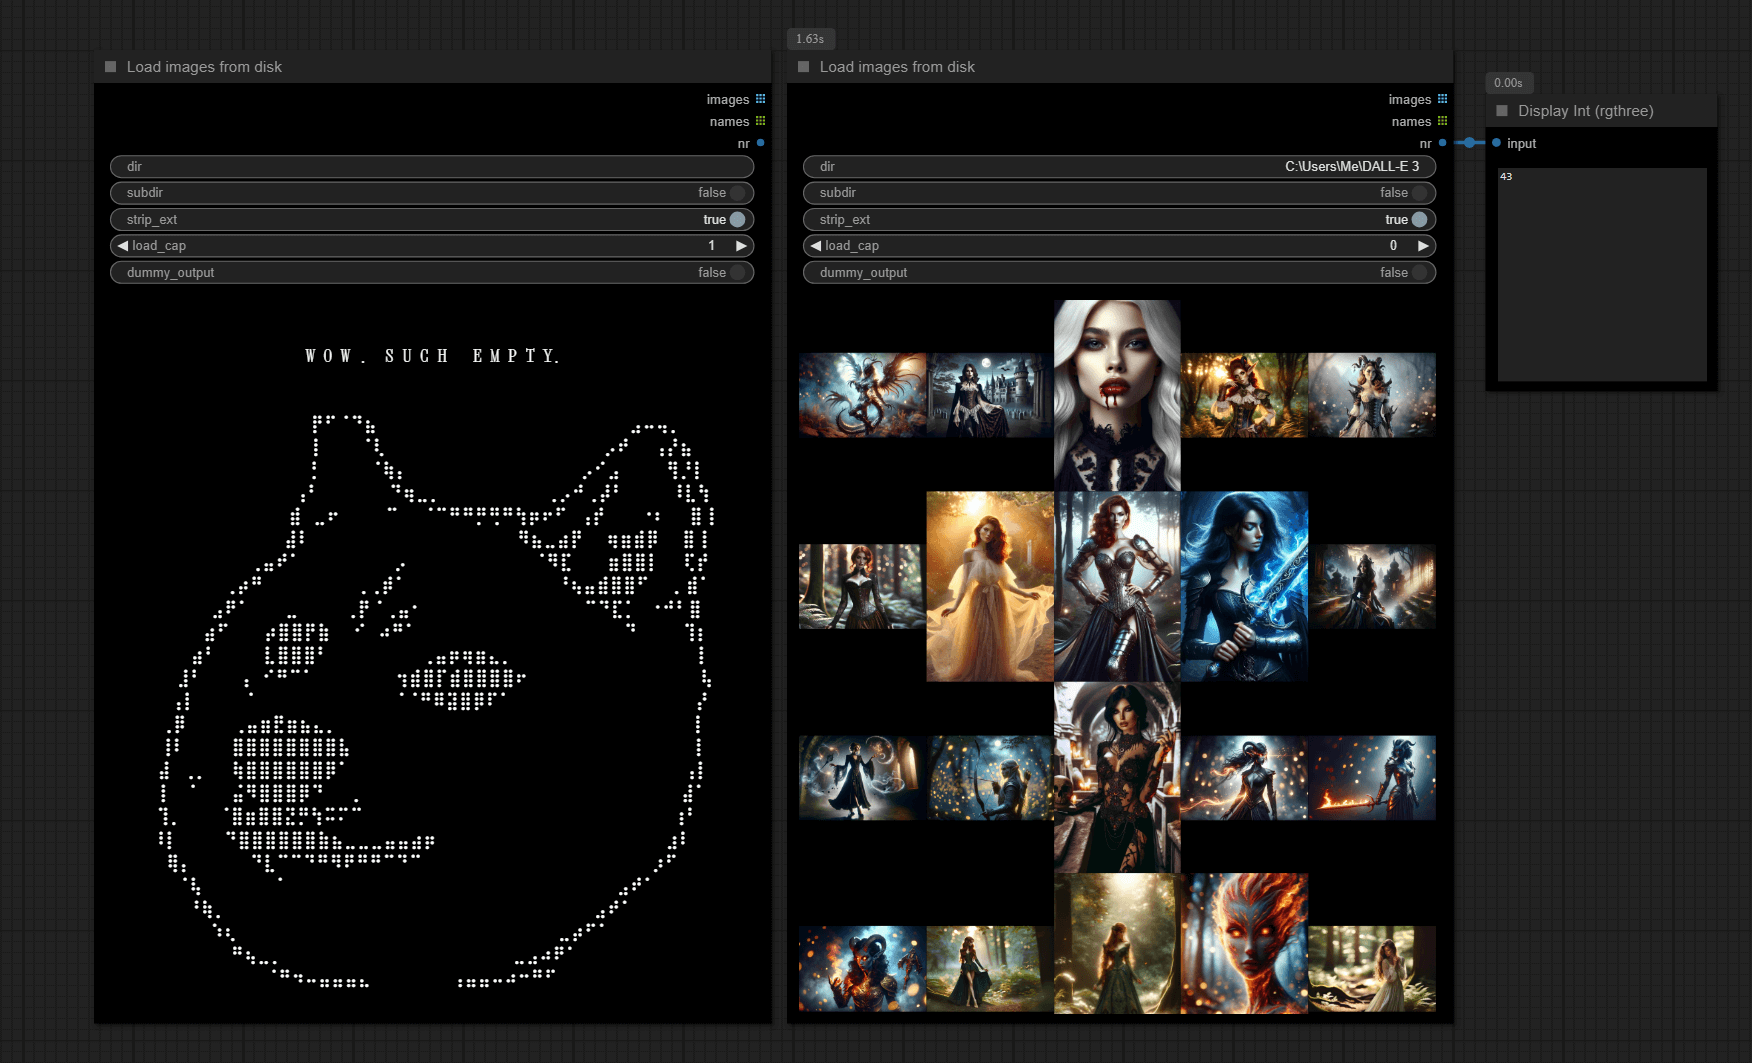 Load images from disk
images
names
nr
dir
subdir false
strip_ext true
load_cap 1
dummy_output false
WOW. SUCH EMPTY.
1.63s
Load images from disk
images
names
nr
dir C:\Users\Me\DALL-E 3
subdir false
strip_ext true
load_cap 0
dummy_output false
0.00s
Display Int (rgthree)
input
43